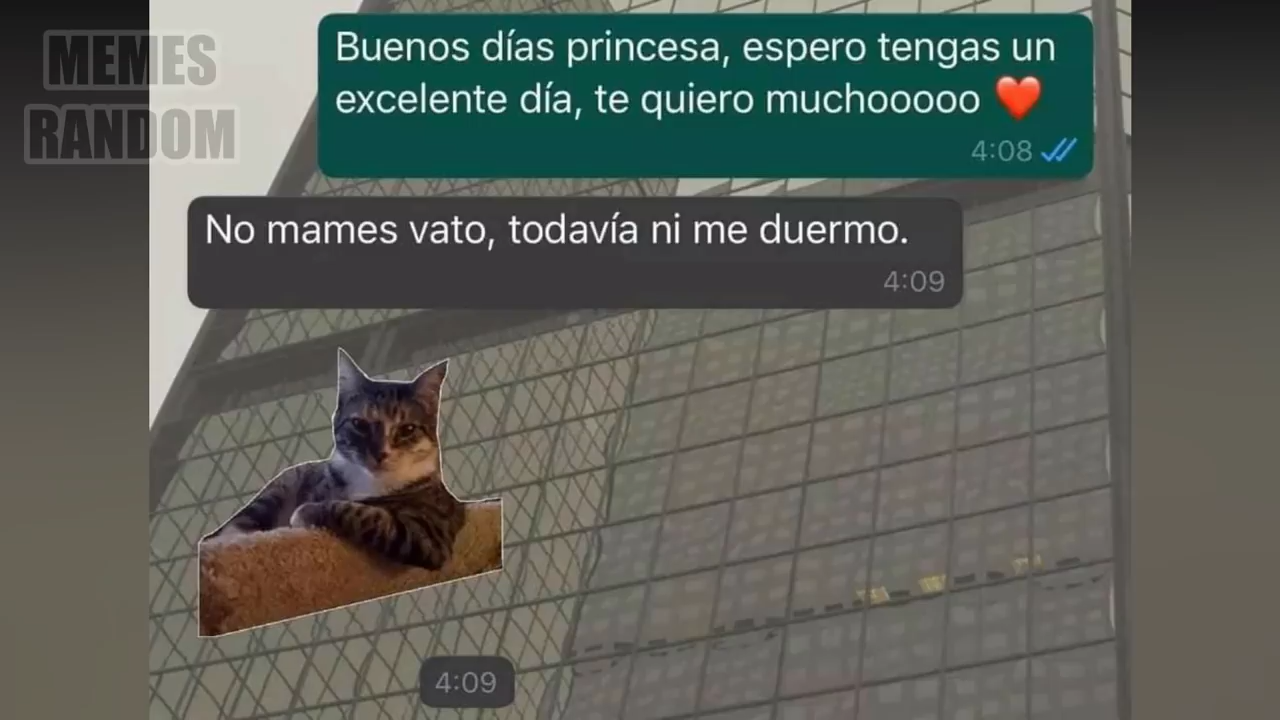 MEMES
RANDOM
Buenos días princesa, espero tengas un
excelente día, te quiero muchooooo ❤️
4:08
No mames vato, todavía ni me duermo.
4:09
4:09